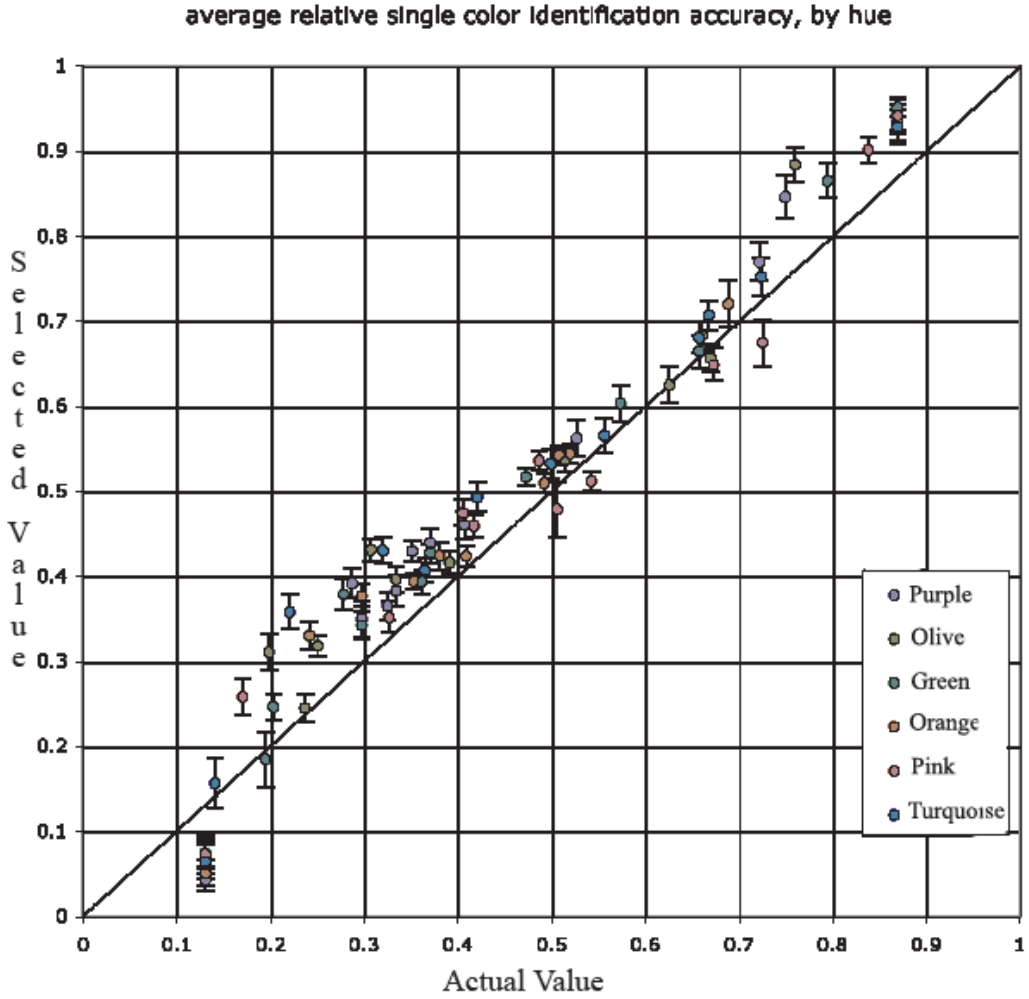 average relative single color identification accuracy, by hue
1
0.9
0.8
0.7
0.6
0.5
0.4
0.3
0.2
0.1
0
Selected Value
0 0.1 0.2 0.3 0.4 0.5 0.6 0.7 0.8 0.9 1
Actual Value
Purple
Olive
Green
Orange
Pink
Turquoise